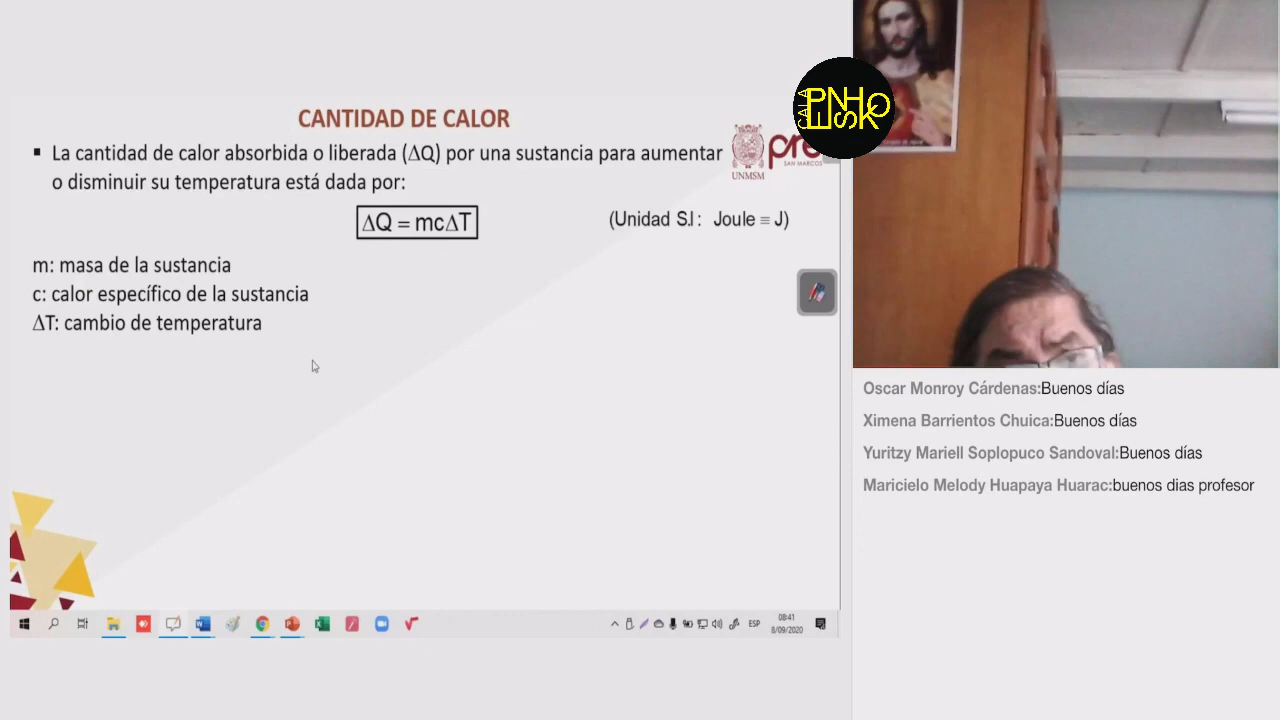 CANTIDAD DE CALOR
▪ La cantidad de calor absorbida o liberada (ΔQ) por una sustancia para aumentar
o disminuir su temperatura está dada por:
ΔQ = mcΔT
(Unidad S.I : Joule ≡ J)
m: masa de la sustancia
c: calor específico de la sustancia
ΔT: cambio de temperatura
UNMSM
pre
SAN MARCOS
ESP
08:41
8/09/2020
Oscar Monroy Cárdenas:Buenos días
Ximena Barrientos Chuica:Buenos días
Yuritzy Mariell Soplopuco Sandoval:Buenos días
Maricielo Melody Huapaya Huarac:buenos dias profesor